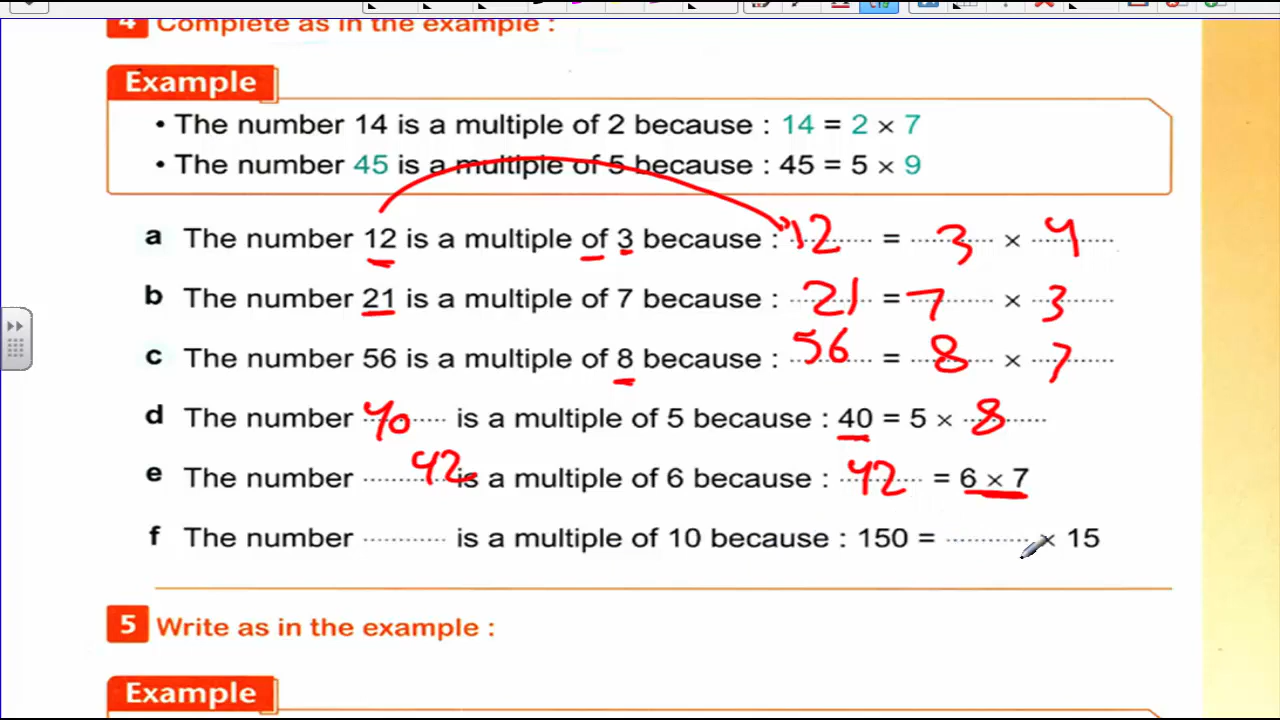 4 Complete as in the example :
Example
• The number 14 is a multiple of 2 because : 14 = 2 × 7
• The number 45 is a multiple of 5 because : 45 = 5 × 9
a The number 12 is a multiple of 3 because : 12 = 3 × 4
b The number 21 is a multiple of 7 because : 21 = 7 × 3
c The number 56 is a multiple of 8 because : 56 = 8 × 7
d The number 40 is a multiple of 5 because : 40 = 5 × 8
e The number 42 is a multiple of 6 because : 42 = 6 × 7
f The number .......... is a multiple of 10 because : 150 = .......... × 15
5 Write as in the example :
Example